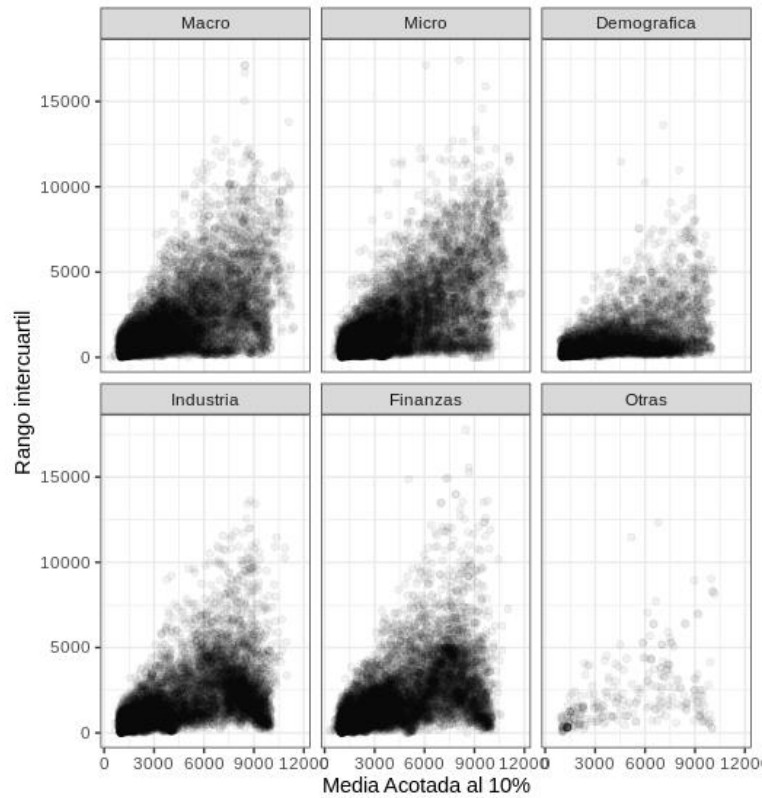 Macro Micro Demografica
15000
10000
5000
0
Rango intercuartil
Industria Finanzas Otras
15000
10000
5000
0
0 3000 6000 9000 12000 0 3000 6000 9000 12000 0 3000 6000 9000 12000
Media Acotada al 10%